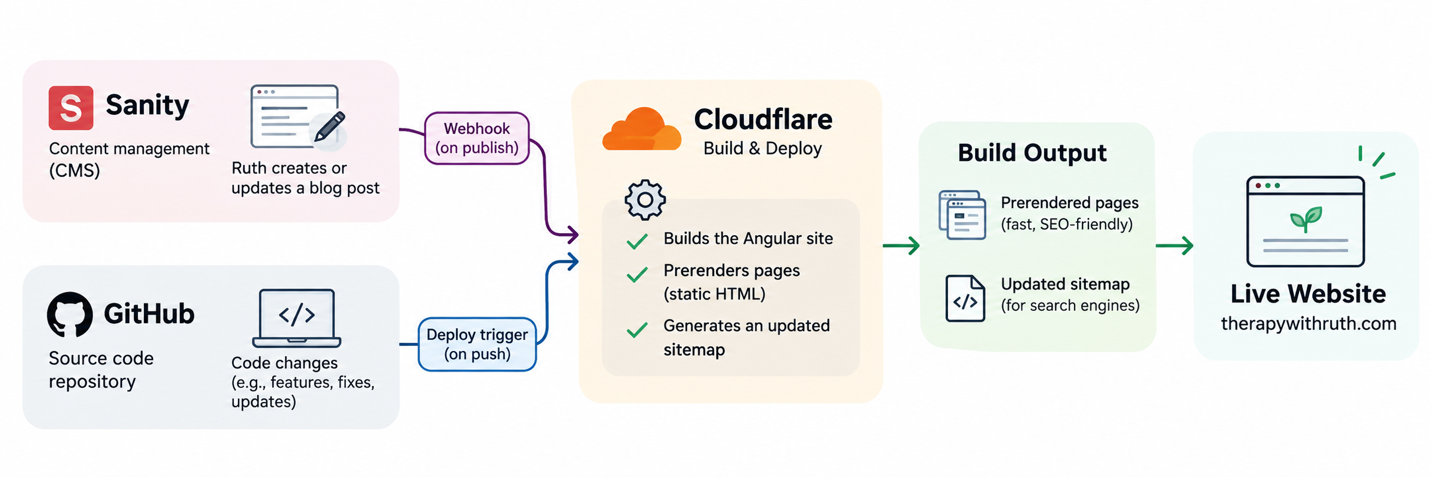 S Sanity
Content management
(CMS)
Ruth creates or
updates a blog post
Webhook
(on publish)
GitHub
Source code
repository
</>
Code changes
(e.g., features, fixes,
updates)
Deploy trigger
(on push)
Cloudflare
Build & Deploy
Builds the Angular site
Prerenders pages
(static HTML)
Generates an updated
sitemap
Build Output
Prerendered pages
(fast, SEO-friendly)
</>
Updated sitemap
(for search engines)
Live Website
therapywithruth.com